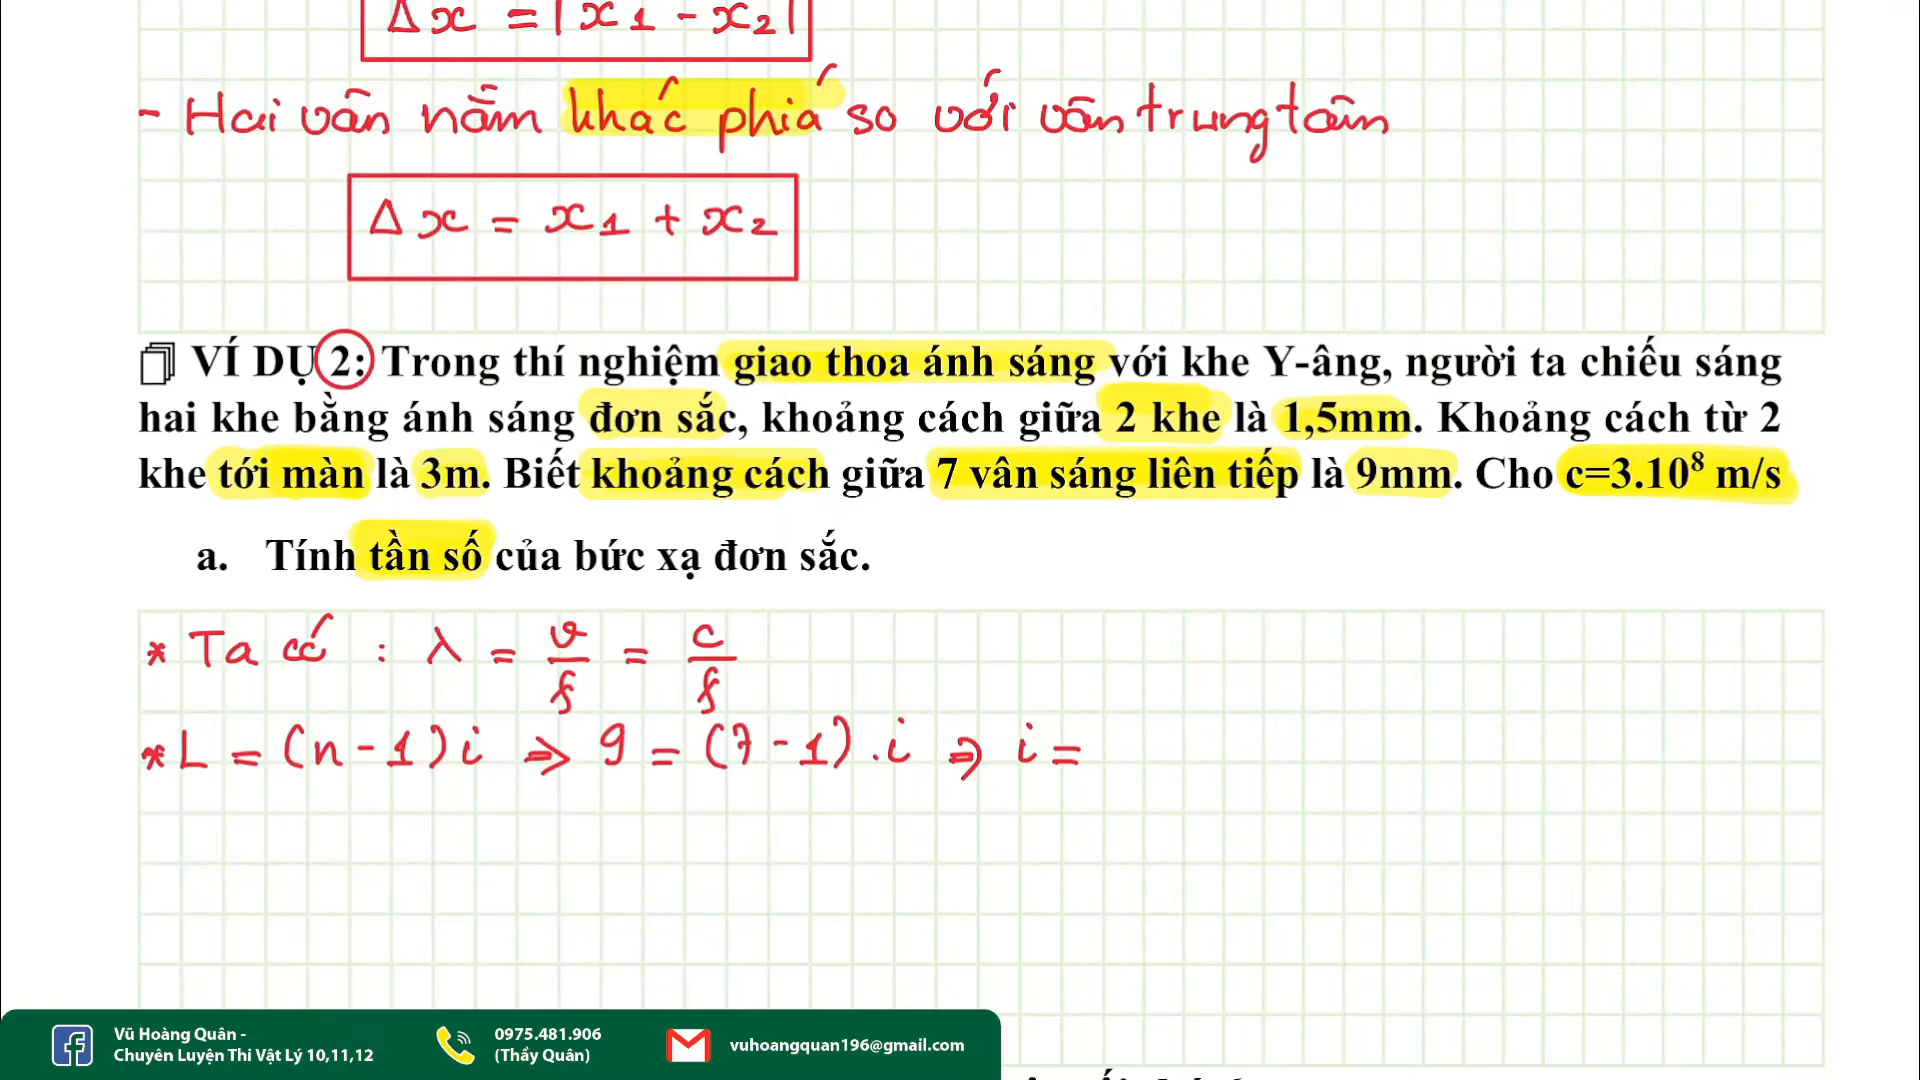 Δx = |x1 - x2|
- Hai vân nằm khác phía so với vân trung tâm
Δx = x1 + x2
VÍ DỤ 2: Trong thí nghiệm giao thoa ánh sáng với khe Y-âng, người ta chiếu sáng
hai khe bằng ánh sáng đơn sắc, khoảng cách giữa 2 khe là 1,5mm. Khoảng cách từ 2
khe tới màn là 3m. Biết khoảng cách giữa 7 vân sáng liên tiếp là 9mm. Cho c=3.10⁸ m/s
a. Tính tần số của bức xạ đơn sắc.
* Ta có : λ = v/f = c/f
* L = (n - 1)i ⇒ 9 = (7 - 1).i ⇒ i =
Vũ Hoàng Quân -
Chuyên Luyện Thi Vật Lý 10,11,12
0975.481.906
(Thầy Quân)
vuhoangquan196@gmail.com